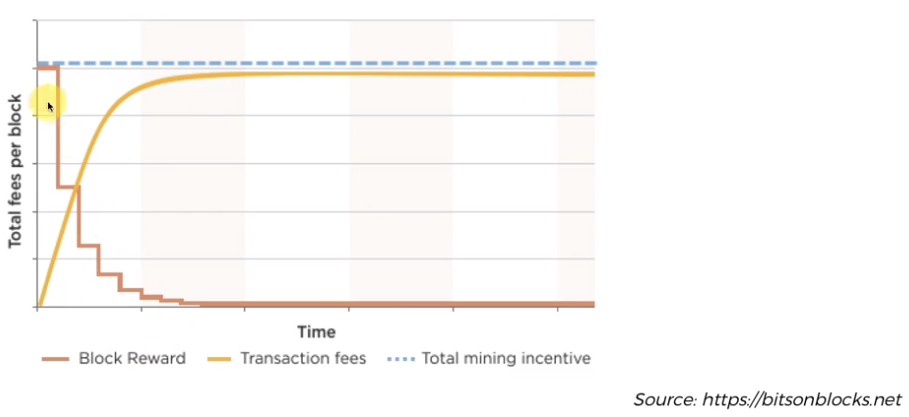 Total fees per block
Time
Block Reward
Transaction fees
Total mining incentive
Source: https://bitsonblocks.net